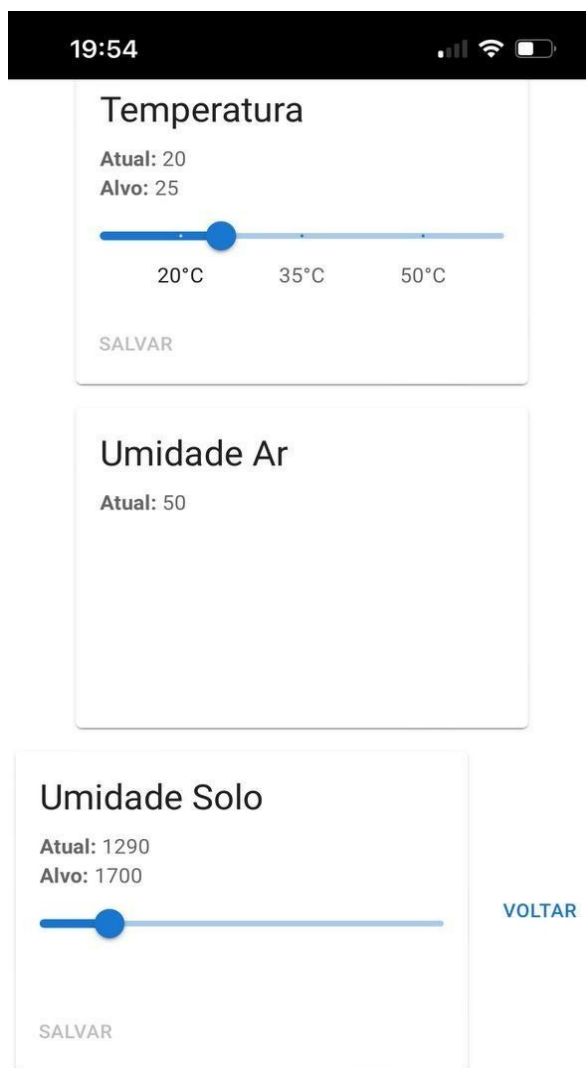 19:54
Temperatura
Atual: 20
Alvo: 25
20°C 35°C 50°C
SALVAR
Umidade Ar
Atual: 50
Umidade Solo
Atual: 1290
Alvo: 1700
VOLTAR
SALVAR